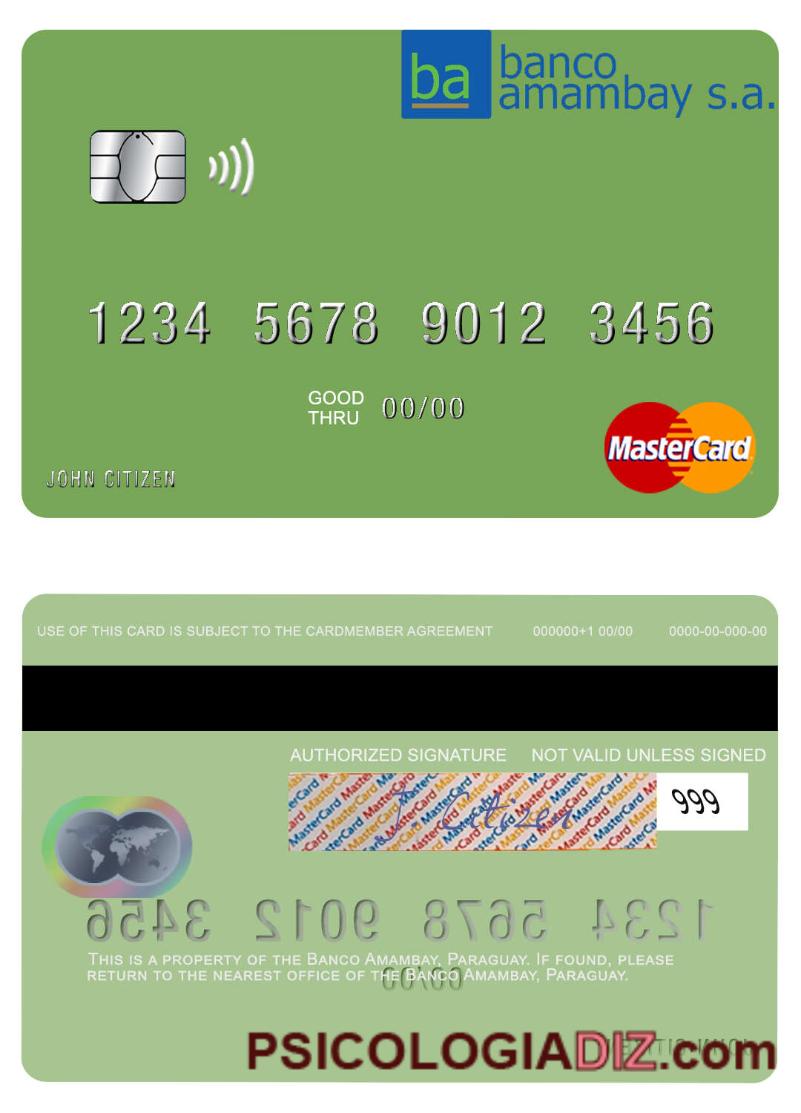 ba
banco
amambay s.a.
1234 5678 9012 3456
GOOD
THRU 00/00
MasterCard
JOHN CITIZEN
USE OF THIS CARD IS SUBJECT TO THE CARDMEMBER AGREEMENT 000000+1 00/00 0000-00-000-00
AUTHORIZED SIGNATURE NOT VALID UNLESS SIGNED
J Citizen
999
1234 5678 9012 3456
THIS IS A PROPERTY OF THE BANCO AMAMBAY, PARAGUAY. IF FOUND, PLEASE
RETURN TO THE NEAREST OFFICE OF THE BANCO AMAMBAY, PARAGUAY.
00/00
PSICOLOGIADIZ.com